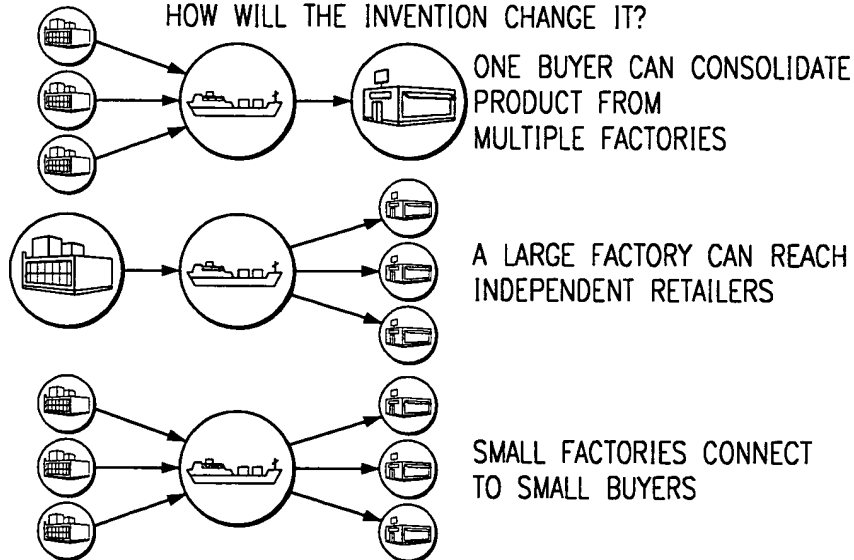 HOW WILL THE INVENTION CHANGE IT?
ONE BUYER CAN CONSOLIDATE
PRODUCT FROM
MULTIPLE FACTORIES
A LARGE FACTORY CAN REACH
INDEPENDENT RETAILERS
SMALL FACTORIES CONNECT
TO SMALL BUYERS